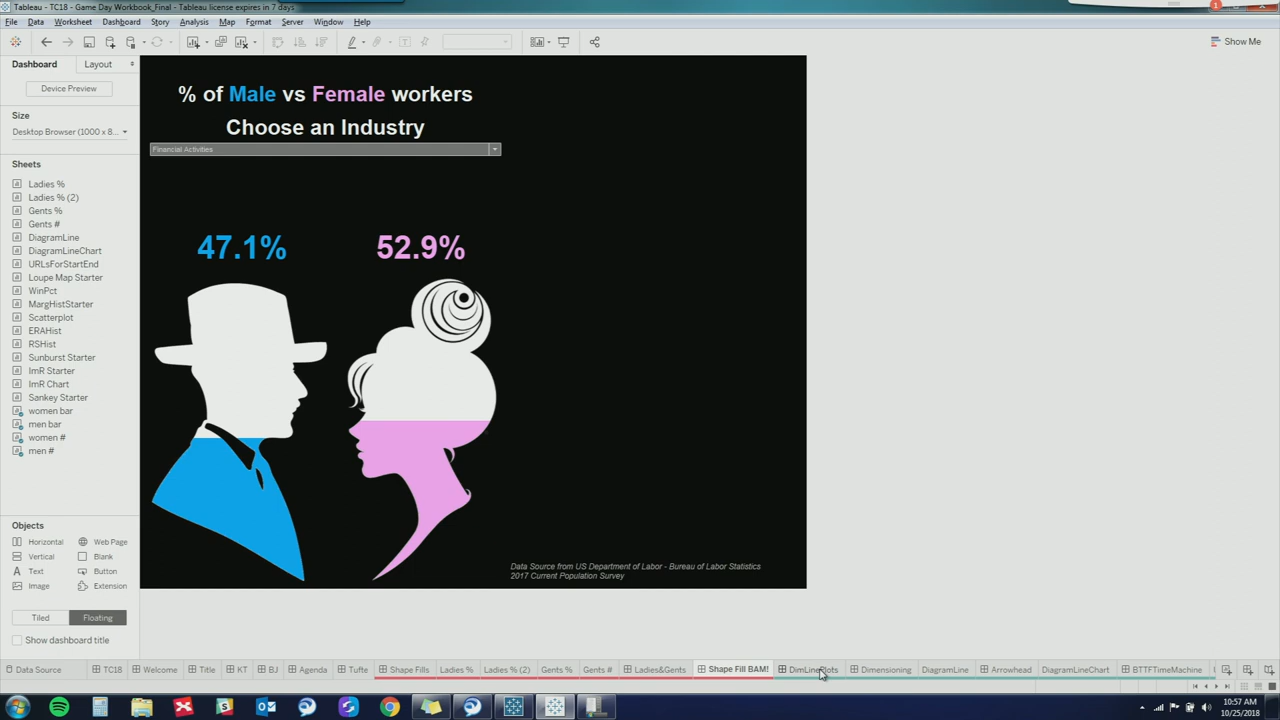 Tableau - TC18 - Game Day Workbook_Final - Tableau license expires in 7 days
1
File Data Worksheet Dashboard Story Analysis Map Format Server Window Help
Show Me
Dashboard Layout
Device Preview
Size
Desktop Browser (1000 x 8...
Sheets
Ladies %
Ladies % (2)
Gents %
Gents #
DiagramLine
DiagramLineChart
URLsForStartEnd
Loupe Map Starter
WinPct
MargHistStarter
Scatterplot
ERAHist
RSHist
Sunburst Starter
ImR Starter
ImR Chart
Sankey Starter
women bar
men bar
women #
men #
Objects
Horizontal Web Page
Vertical Blank
Text Button
Image Extension
Tiled Floating
Show dashboard title
% of Male vs Female workers
Choose an Industry
Financial Activities
47.1% 52.9%
Data Source from US Department of Labor - Bureau of Labor Statistics
2017 Current Population Survey
Data Source TC18 Welcome Title KT BJ Agenda Tufte Shape Fills Ladies % Ladies % (2) Gents % Gents # Ladies&Gents Shape Fill BAM! DimLineDots Dimensioning DiagramLine Arrowhead DiagramLineChart BTTFTimeMachine
10:57 AM
10/25/2018